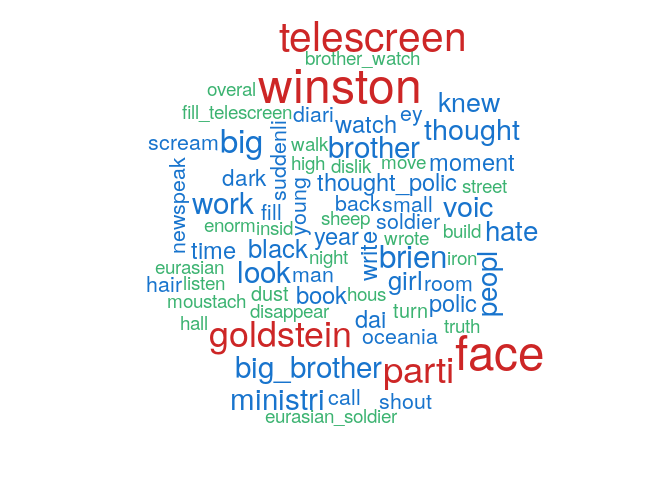 telescreen
brother_watch
winston
overal
knew
fill_telescreen
diari
ey
watch
thought
scream
big
suddenli
walk
brother
high
dislik
move
moment
newspeak
dark
young
thought_polic
street
work
fill
back
small
voic
sheep
soldier
enorm
insid
year
write
wrote
build
hate
time
black
night
brien
iron
peopl
eurasian
look
man
girl
room
hair
listen
dust
book
hous
moustach
disappear
turn
polic
hall
goldstein
dai
oceania
truth
big_brother
parti
face
ministri
call
shout
eurasian_soldier